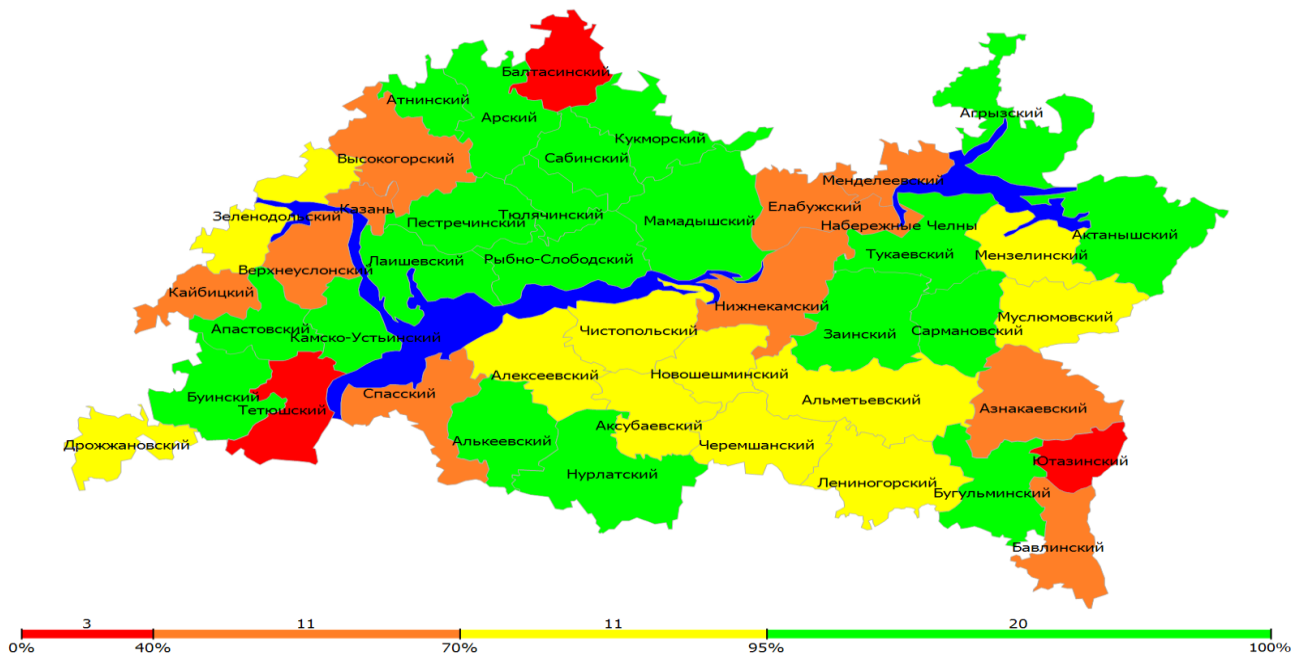 Балтасинский
Атнинский
Арский
Агрызский
Кукморский
Высокогорский
Сабинский
Менделеевский
Казань
Елабужский
Зеленодольский
Тюлячинский
Пестречинский
Мамадышский
Набережные Челны
Актанышский
Тукаевский
Мензелинский
Лаишевский
Рыбно-Слободский
Верхнеуслонский
Кайбицкий
Нижнекамский
Муслюмовский
Апастовский
Чистопольский
Заинский
Сармановский
Камско-Устьинский
Алексеевский
Новошешминский
Спасский
Буинский
Альметьевский
Тетюшский
Азнакаевский
Аксубаевский
Дрожжановский
Алькеевский
Черемшанский
Ютазинский
Нурлатский
Лениногорский
Бугульминский
Бавлинский
3 11 11 20
0% 40% 70% 95% 100%